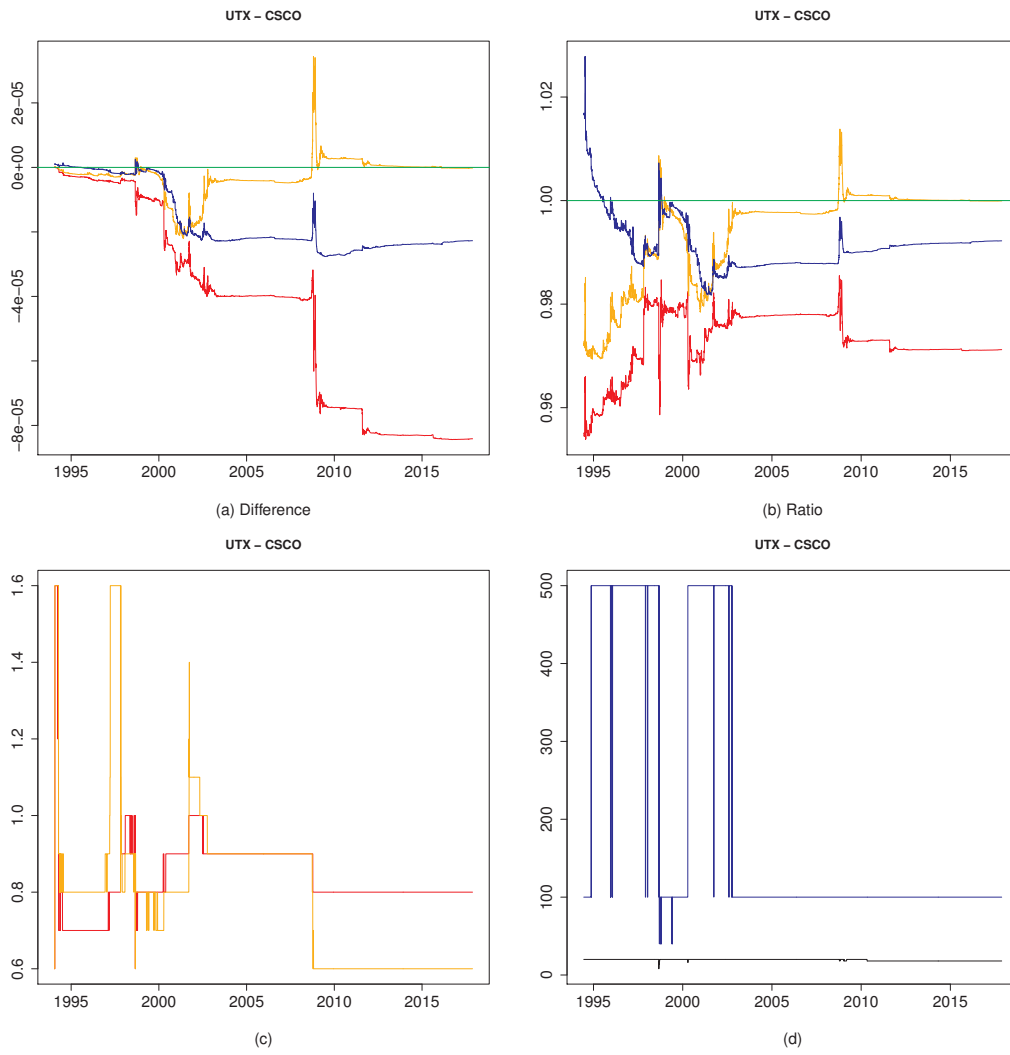 UTX − CSCO
2e−05
0e+00
−4e−05
−8e−05
1995 2000 2005 2010 2015
(a) Difference
UTX − CSCO
1.02
1.00
0.98
0.96
1995 2000 2005 2010 2015
(b) Ratio
UTX − CSCO
1.6
1.4
1.2
1.0
0.8
0.6
1995 2000 2005 2010 2015
(c)
UTX − CSCO
500
400
300
200
100
0
1995 2000 2005 2010 2015
(d)